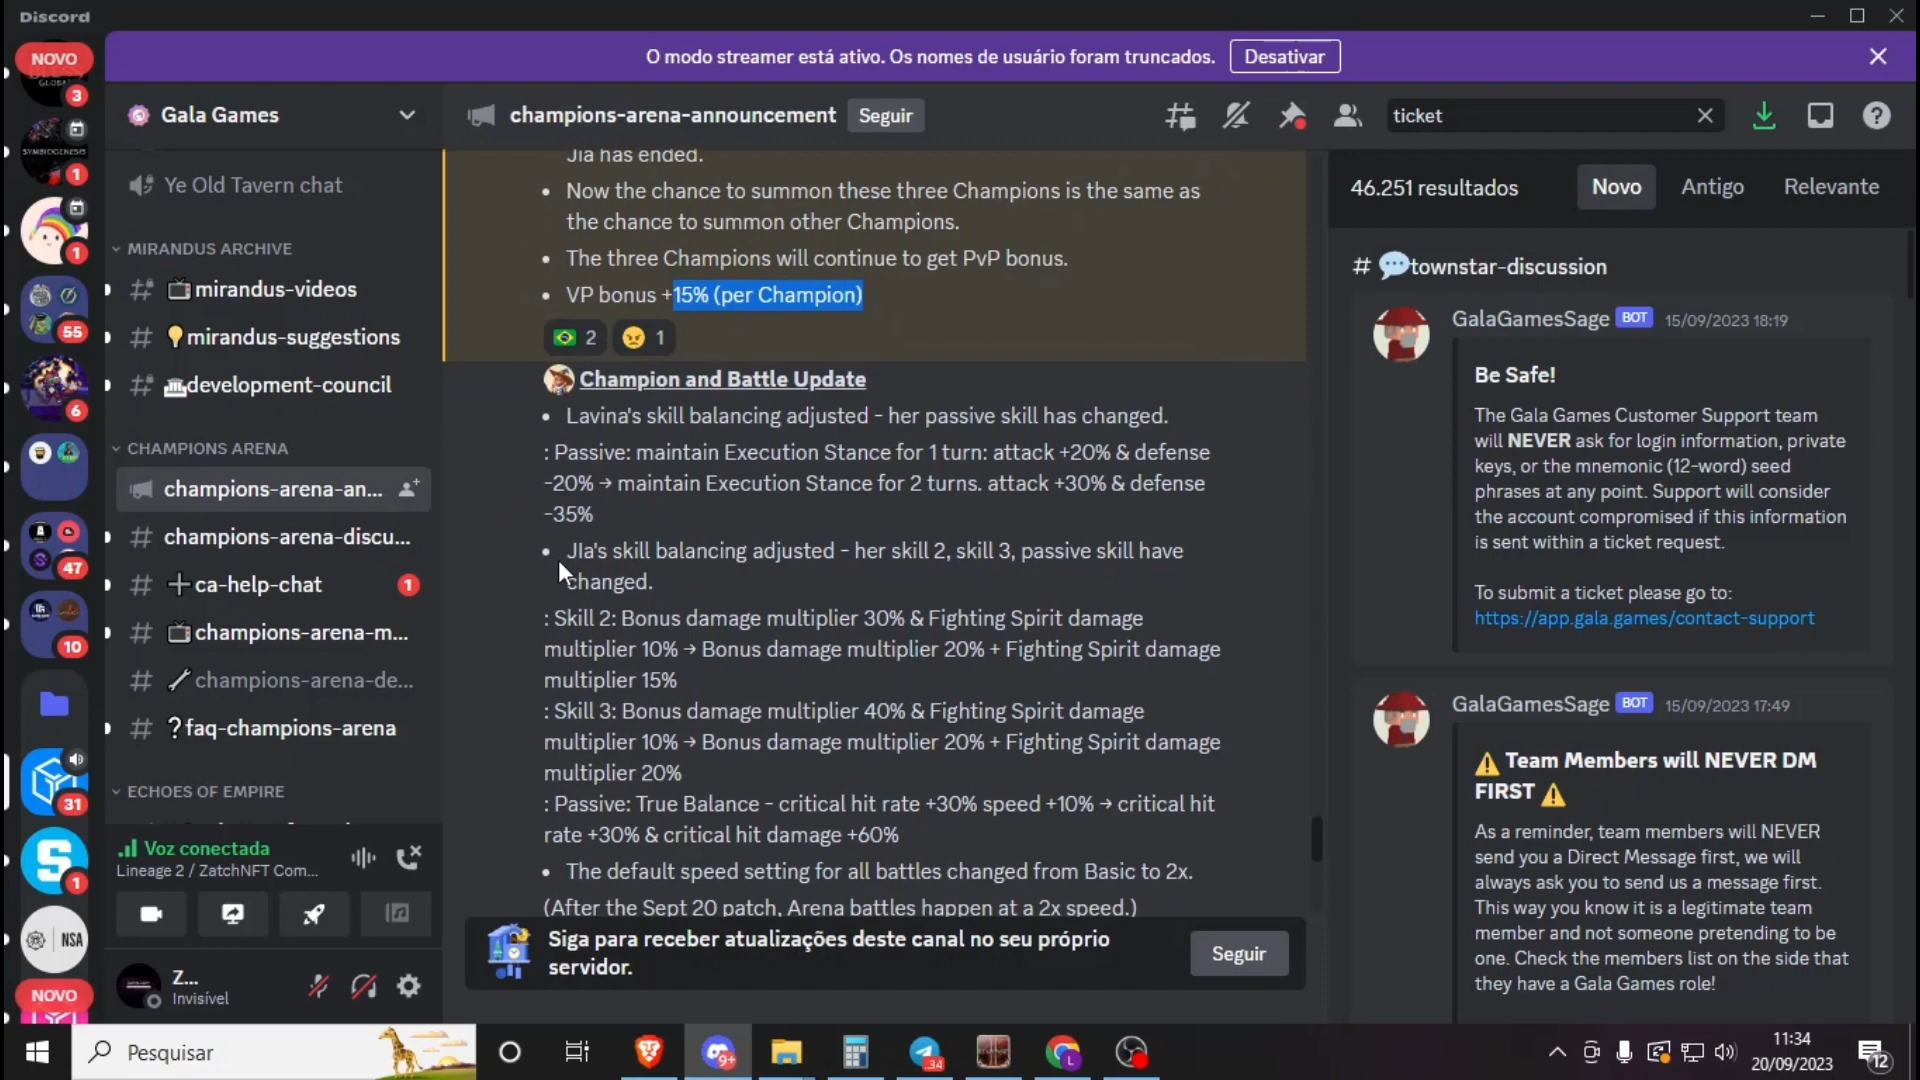 Discord
O modo streamer está ativo. Os nomes de usuário foram truncados.
Desativar
NOVO
3
SYMBIOGENESIS
1
1
55
6
47
10
31
1
NSA
NOVO
Gala Games
Ye Old Tavern chat
MIRANDUS ARCHIVE
# mirandus-videos
# mirandus-suggestions
# development-council
CHAMPIONS ARENA
champions-arena-an...
# champions-arena-discu...
# ca-help-chat
1
# champions-arena-m...
# champions-arena-de...
# ?faq-champions-arena
ECHOES OF EMPIRE
Voz conectada
Lineage 2 / ZatchNFT Com...
Z...
Invisível
champions-arena-announcement
Seguir
ticket
Jia has ended.
• Now the chance to summon these three Champions is the same as
the chance to summon other Champions.
• The three Champions will continue to get PvP bonus.
• VP bonus +15% (per Champion)
2
1
Champion and Battle Update
• Lavina's skill balancing adjusted - her passive skill has changed.
: Passive: maintain Execution Stance for 1 turn: attack +20% & defense
-20% → maintain Execution Stance for 2 turns. attack +30% & defense
-35%
• JIa's skill balancing adjusted - her skill 2, skill 3, passive skill have
changed.
: Skill 2: Bonus damage multiplier 30% & Fighting Spirit damage
multiplier 10% → Bonus damage multiplier 20% + Fighting Spirit damage
multiplier 15%
: Skill 3: Bonus damage multiplier 40% & Fighting Spirit damage
multiplier 10% → Bonus damage multiplier 20% + Fighting Spirit damage
multiplier 20%
: Passive: True Balance - critical hit rate +30% speed +10% → critical hit
rate +30% & critical hit damage +60%
• The default speed setting for all battles changed from Basic to 2x.
(After the Sept 20 patch, Arena battles happen at a 2x speed.)
Siga para receber atualizações deste canal no seu próprio
servidor.
Seguir
46.251 resultados
Novo
Antigo
Relevante
# townstar-discussion
GalaGamesSage BOT 15/09/2023 18:19
Be Safe!
The Gala Games Customer Support team
will NEVER ask for login information, private
keys, or the mnemonic (12-word) seed
phrases at any point. Support will consider
the account compromised if this information
is sent within a ticket request.
To submit a ticket please go to:
https://app.gala.games/contact-support
GalaGamesSage BOT 15/09/2023 17:49
⚠️ Team Members will NEVER DM
FIRST ⚠️
As a reminder, team members will NEVER
send you a Direct Message first, we will
always ask you to send us a message first.
This way you know it is a legitimate team
member and not someone pretending to be
one. Check the members list on the side that
they have a Gala Games role!
Pesquisar
9+
34
L
11:34
20/09/2023
12